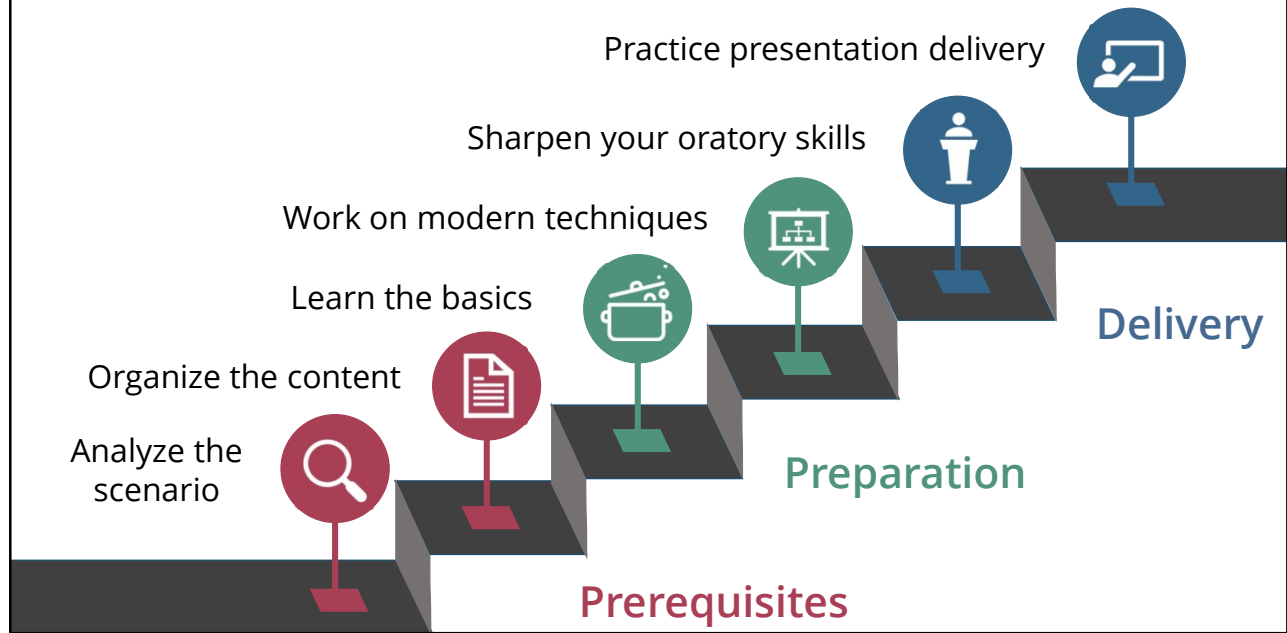 Practice presentation delivery
Sharpen your oratory skills
Work on modern techniques
Learn the basics
Organize the content
Analyze the
scenario
Delivery
Preparation
Prerequisites